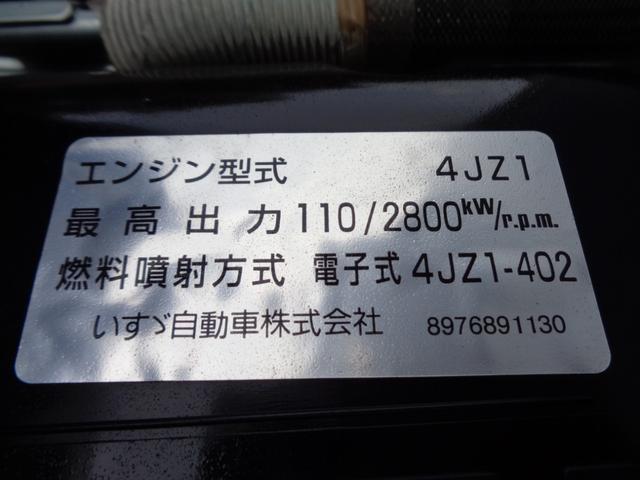 エンジン型式 4JZ1
最高出力 110/2800kW/r.p.m.
燃料噴射方式 電子式 4JZ1-402
いすゞ自動車株式会社 8976891130